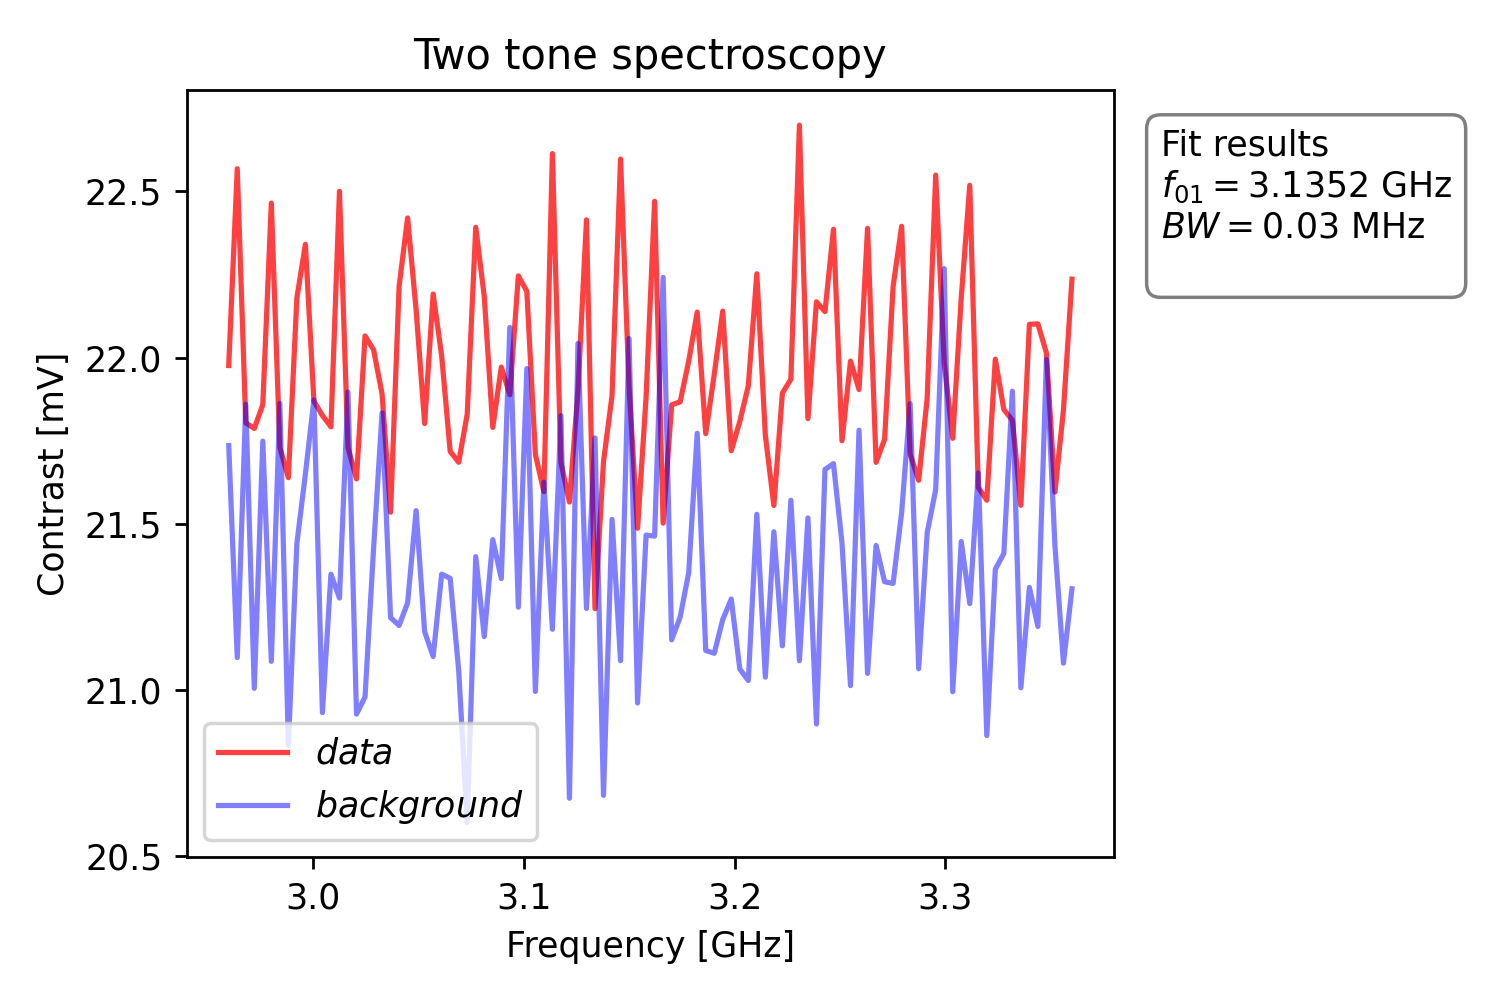 Two tone spectroscopy
Contrast [mV]
22.5
22.0
21.5
21.0
20.5
3.0 3.1 3.2 3.3
Frequency [GHz]
data
background
Fit results
f₀₁ = 3.1352 GHz
BW = 0.03 MHz